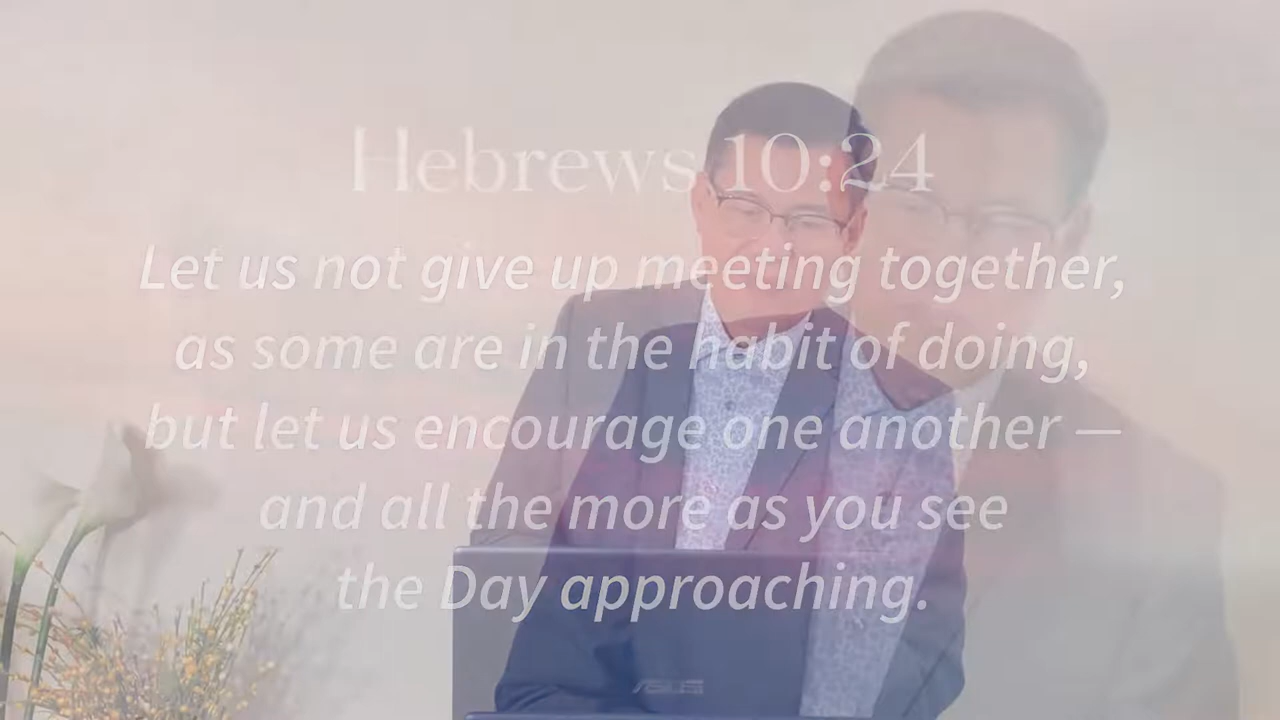 Hebrews 10:24
Let us not give up meeting together,
as some are in the habit of doing,
but let us encourage one another —
and all the more as you see
the Day approaching.
ASUS